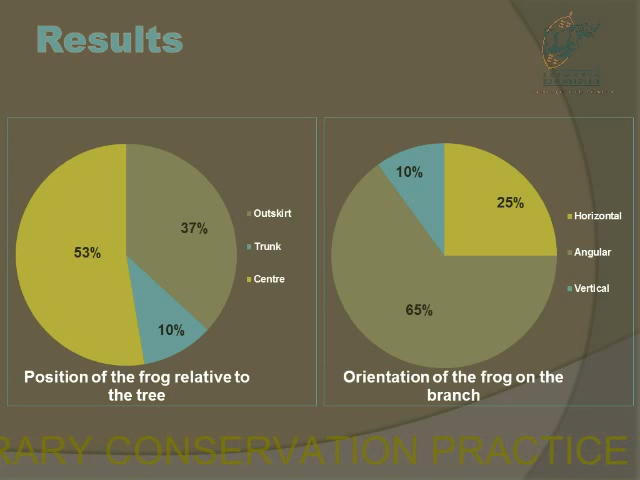 Results
37%
53%
10%
Outskirt
Trunk
Centre
Position of the frog relative to
the tree
10%
25%
65%
Horizontal
Angular
Vertical
Orientation of the frog on the
branch
RARY CONSERVATION PRACTICE